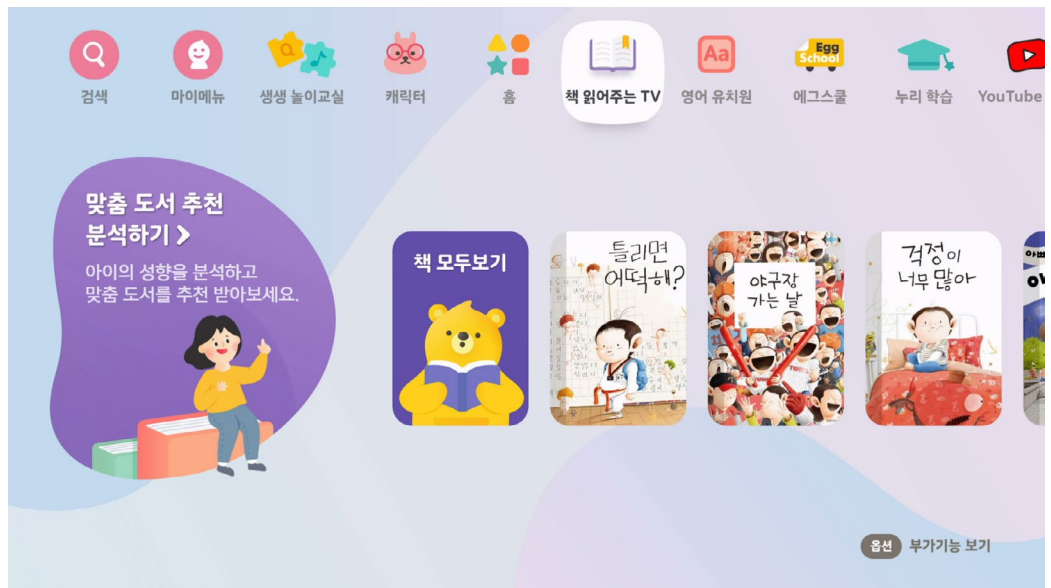 검색
마이메뉴
생생 놀이교실
캐릭터
홈
책 읽어주는 TV
Aa
영어 유치원
Egg
School
에그스쿨
누리 학습
YouTube
맞춤 도서 추천
분석하기 >
아이의 성향을 분석하고
맞춤 도서를 추천 받아보세요.
책 모두보기
틀리면
어떡해?
야구장
가는 날
걱정이
너무 많아
옵션 부가기능 보기